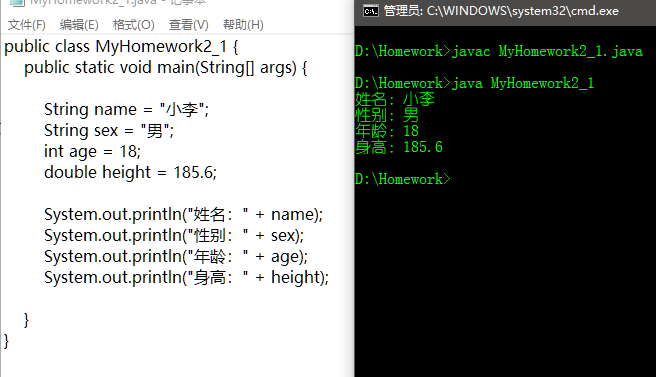 MyHomework2_1.java - 记事本
文件(F) 编辑(E) 格式(O) 查看(V) 帮助(H)
public class MyHomework2_1 {
public static void main(String[] args) {
String name = "小李";
String sex = "男";
int age = 18;
double height = 185.6;
System.out.println("姓名：" + name);
System.out.println("性别：" + sex);
System.out.println("年龄：" + age);
System.out.println("身高：" + height);
}
}
管理员: C:\WINDOWS\system32\cmd.exe
D:\Homework>javac MyHomework2_1.java
D:\Homework>java MyHomework2_1
姓名：小李
性别：男
年龄：18
身高：185.6
D:\Homework>